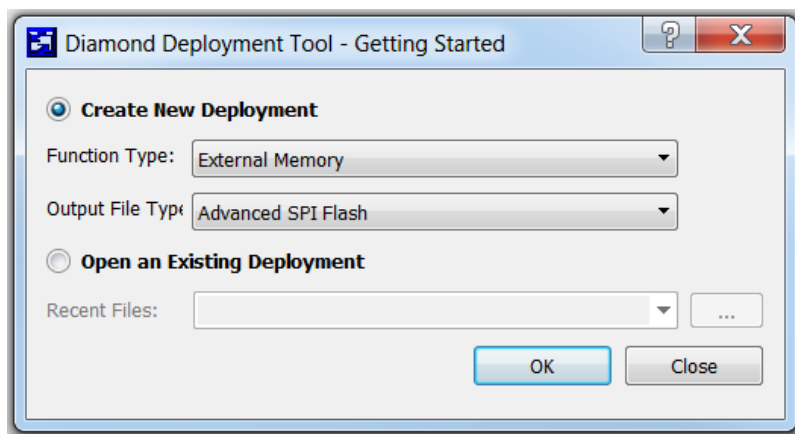 Diamond Deployment Tool - Getting Started
?
X
Create New Deployment
Function Type: External Memory
Output File Type Advanced SPI Flash
Open an Existing Deployment
Recent Files: ...
OK Close